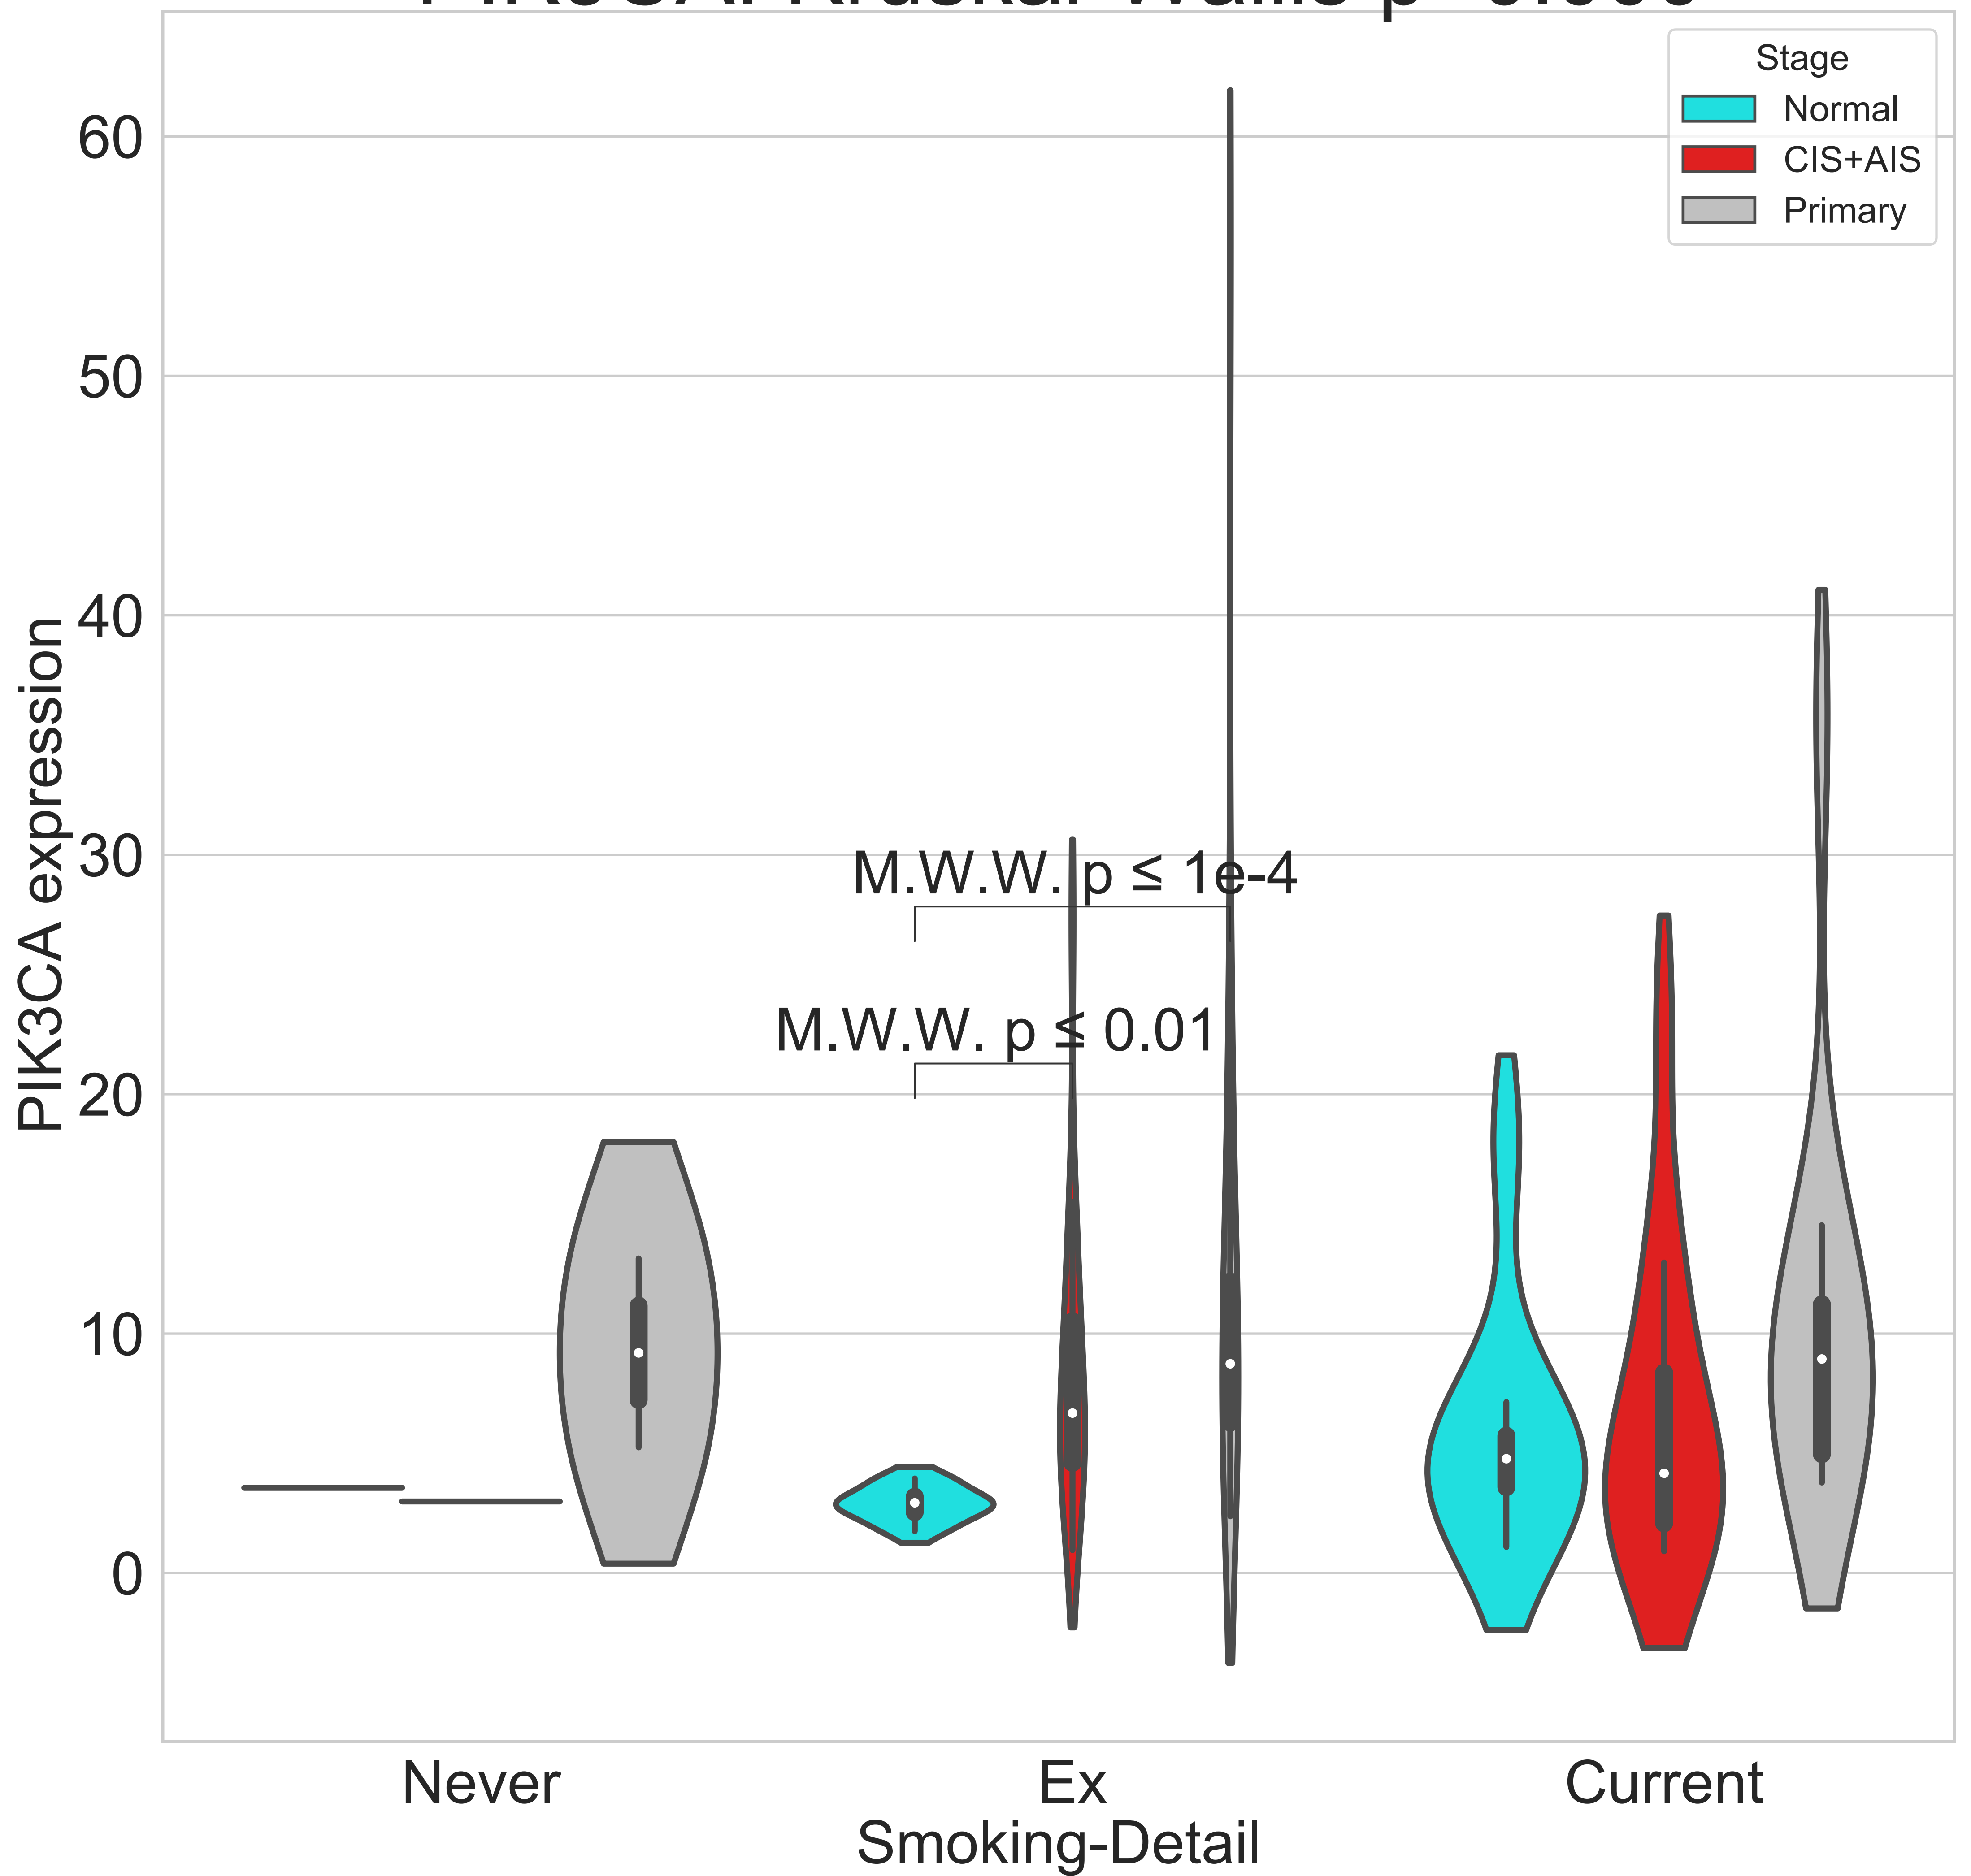 Stage
Normal
CIS+AIS
Primary
60
50
40
30
20
10
0
PIK3CA expression
M.W.W. p ≤ 1e-4
M.W.W. p ≤ 0.01
Never
Ex
Current
Smoking-Detail